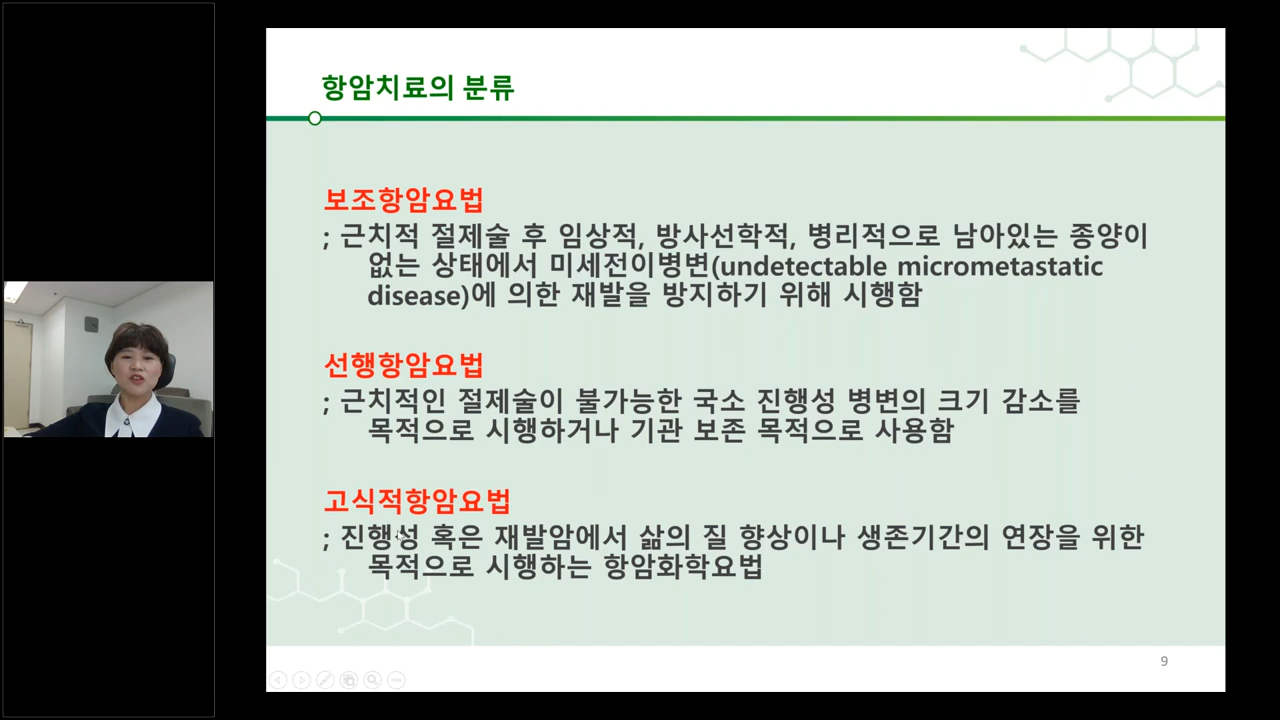 항암치료의 분류
보조항암요법
; 근치적 절제술 후 임상적, 방사선학적, 병리적으로 남아있는 종양이
없는 상태에서 미세전이병변(undetectable micrometastatic
disease)에 의한 재발을 방지하기 위해 시행함
선행항암요법
; 근치적인 절제술이 불가능한 국소 진행성 병변의 크기 감소를
목적으로 시행하거나 기관 보존 목적으로 사용함
고식적항암요법
; 진행성 혹은 재발암에서 삶의 질 향상이나 생존기간의 연장을 위한
목적으로 시행하는 항암화학요법
9